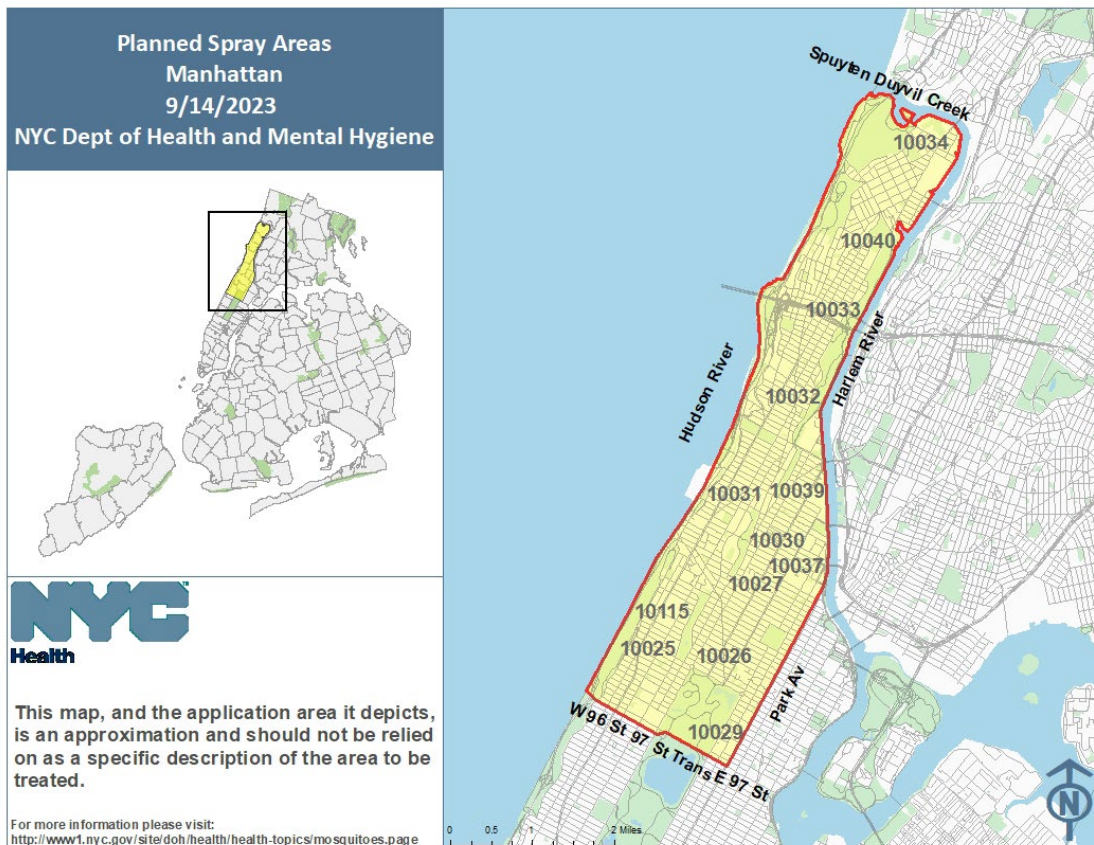 Planned Spray Areas
Manhattan
9/14/2023
NYC Dept of Health and Mental Hygiene
NYC
Health
This map, and the application area it depicts,
is an approximation and should not be relied
on as a specific description of the area to be
treated.
For more information please visit:
http://www1.nyc.gov/site/doh/health/health-topics/mosquitoes.page
Spuyten Duyvil Creek
10034
10040
10033
Harlem River
Hudson River
10032
10031
10039
10030
10037
10027
10115
10025
10026
Park Av
10029
W 96 St 97 St Trans E 97 St
0 0.5 1 2 Miles
N